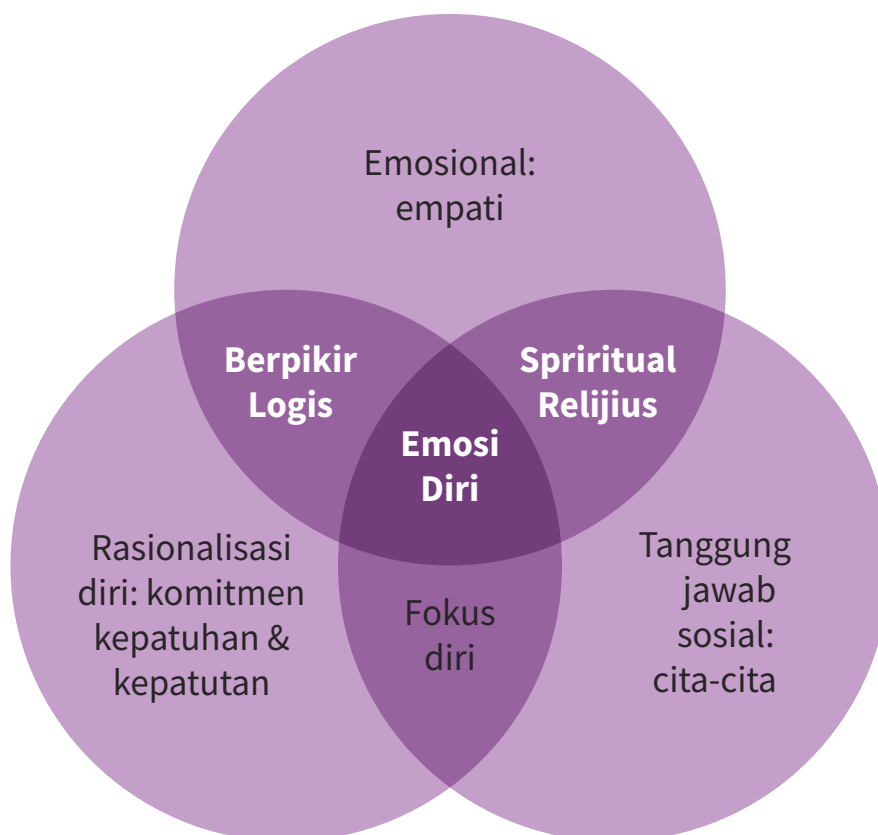 Emosional:
empati
Berpikir
Logis
Spriritual
Relijius
Emosi
Diri
Rasionalisasi
diri: komitmen
kepatuhan &
kepatutan
Fokus
diri
Tanggung
jawab
sosial:
cita-cita